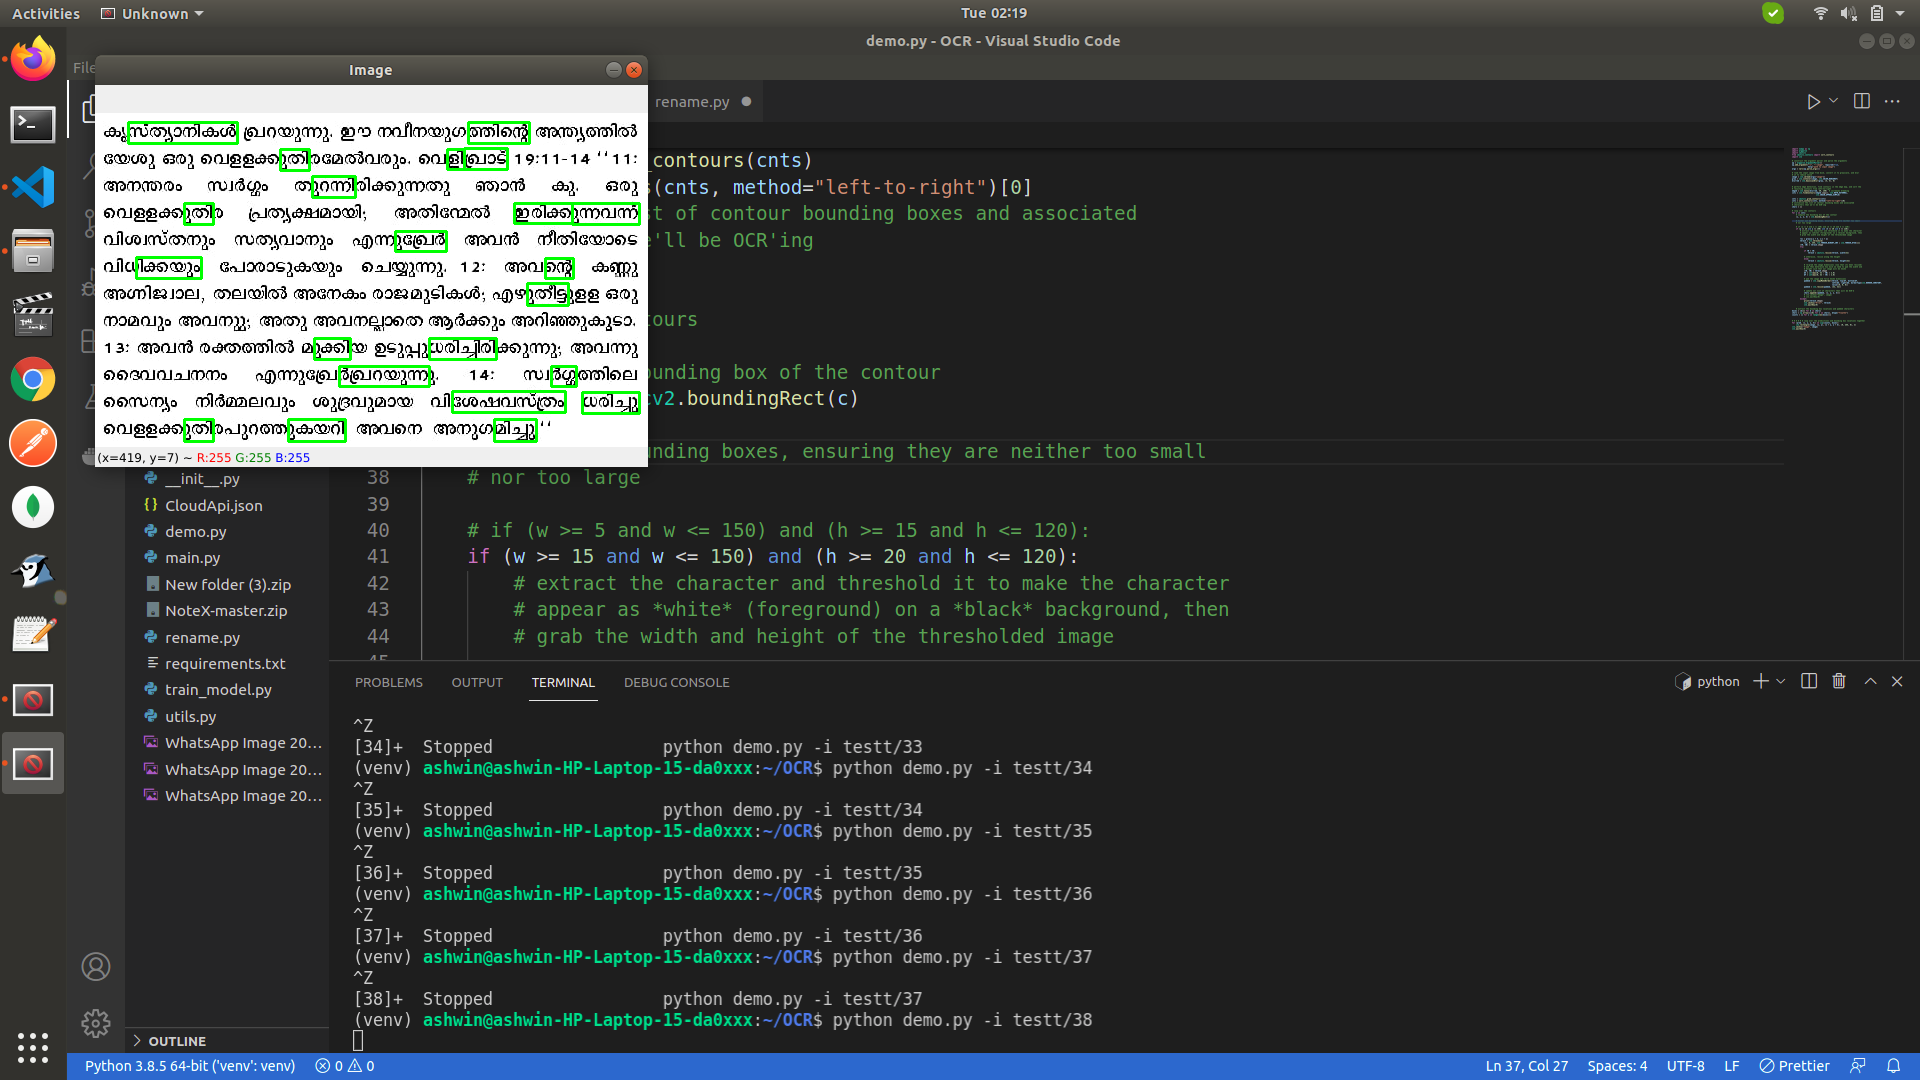 Activities
Unknown
Tue 02:19
demo.py - OCR - Visual Studio Code
File
Image
കൃസ്ത്യാനികൾ ഖ്രറയുന്നു. ഈ നവീനയുഗത്തിന്റെ അന്ത്യത്തിൽ
യേശു ഒരു വെള്ളക്കുതിരമേൽവരും. വെളിഖ്രാട് 19:11-14 ‘‘11:
അനന്തരം സ്വർഗ്ഗം തുറന്നിരിക്കുന്നതു ഞാൻ കു. ഒരു
വെള്ളക്കുതിര പ്രത്യക്ഷമായി; അതിന്മേൽ ഇരിക്കുന്നവന്ന്
വിശ്വസ്തനും സത്യവാനും എന്നുഖ്രേർ അവൻ നീതിയോടെ
വിധിക്കയും പോരാടുകയും ചെയ്യുന്നു. 12: അവന്റെ കണ്ണു
അഗ്നിജ്വാല, തലയിൽ അനേകം രാജമുടികൾ; എഴുതീട്ടുള്ള ഒരു
നാമവും അവന്നു; അതു അവനല്ലാതെ ആർക്കും അറിഞ്ഞുകൂടാ.
13: അവൻ രക്തത്തിൽ മുക്കിയ ഉടുപ്പുധരിച്ചിരിക്കുന്നു; അവന്നു
ദൈവവചനനം എന്നുഖ്രേർഖ്രറയുന്നു. 14: സ്വർഗ്ഗത്തിലെ
സൈന്യം നിർമ്മലവും ശുദ്രവുമായ വിശേഷവസ്ത്രം ധരിച്ചു
വെള്ളക്കുതിരപുറത്തുകയറി അവനെ അനുഗമിച്ചു‘‘
(x=419, y=7) ~ R:255 G:255 B:255
rename.py
_contours(cnts)
(cnts, method="left-to-right")[0]
st of contour bounding boxes and associated
e'll be OCR'ing
tours
ounding box of the contour
cv2.boundingRect(c)
unding boxes, ensuring they are neither too small
38 # nor too large
39
40 # if (w >= 5 and w <= 150) and (h >= 15 and h <= 120):
41 if (w >= 15 and w <= 150) and (h >= 20 and h <= 120):
42 # extract the character and threshold it to make the character
43 # appear as *white* (foreground) on a *black* background, then
44 # grab the width and height of the thresholded image
45
__init__.py
CloudApi.json
demo.py
main.py
New folder (3).zip
NoteX-master.zip
rename.py
requirements.txt
train_model.py
utils.py
WhatsApp Image 20...
WhatsApp Image 20...
WhatsApp Image 20...
OUTLINE
PROBLEMS OUTPUT TERMINAL DEBUG CONSOLE
python
^Z
[34]+ Stopped python demo.py -i testt/33
(venv) ashwin@ashwin-HP-Laptop-15-da0xxx:~/OCR$ python demo.py -i testt/34
^Z
[35]+ Stopped python demo.py -i testt/34
(venv) ashwin@ashwin-HP-Laptop-15-da0xxx:~/OCR$ python demo.py -i testt/35
^Z
[36]+ Stopped python demo.py -i testt/35
(venv) ashwin@ashwin-HP-Laptop-15-da0xxx:~/OCR$ python demo.py -i testt/36
^Z
[37]+ Stopped python demo.py -i testt/36
(venv) ashwin@ashwin-HP-Laptop-15-da0xxx:~/OCR$ python demo.py -i testt/37
^Z
[38]+ Stopped python demo.py -i testt/37
(venv) ashwin@ashwin-HP-Laptop-15-da0xxx:~/OCR$ python demo.py -i testt/38
Python 3.8.5 64-bit ('venv': venv)
0 0
Ln 37, Col 27
Spaces: 4
UTF-8
LF
Prettier